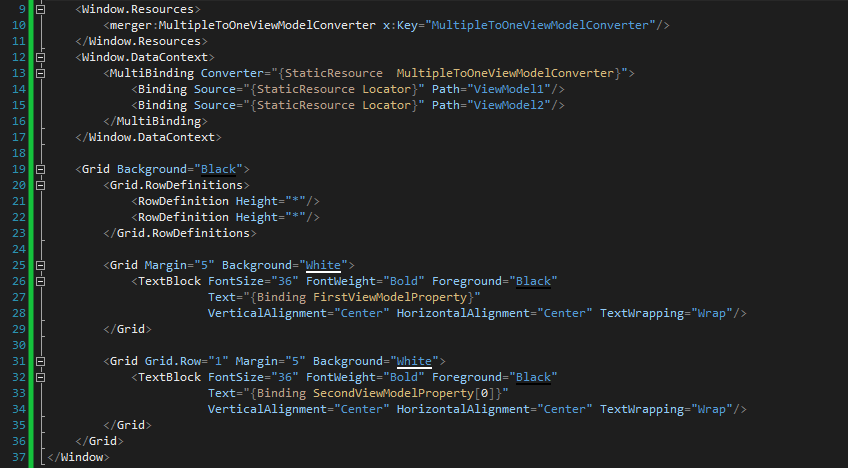 9 <Window.Resources>
10 <merger:MultipleToOneViewModelConverter x:Key="MultipleToOneViewModelConverter"/>
11 </Window.Resources>
12 <Window.DataContext>
13 <MultiBinding Converter="{StaticResource  MultipleToOneViewModelConverter}">
14 <Binding Source="{StaticResource Locator}" Path="ViewModel1"/>
15 <Binding Source="{StaticResource Locator}" Path="ViewModel2"/>
16 </MultiBinding>
17 </Window.DataContext>
18
19 <Grid Background="Black">
20 <Grid.RowDefinitions>
21 <RowDefinition Height="*"/>
22 <RowDefinition Height="*"/>
23 </Grid.RowDefinitions>
24
25 <Grid Margin="5" Background="White">
26 <TextBlock FontSize="36" FontWeight="Bold" Foreground="Black"
27 Text="{Binding FirstViewModelProperty}"
28 VerticalAlignment="Center" HorizontalAlignment="Center" TextWrapping="Wrap"/>
29 </Grid>
30
31 <Grid Grid.Row="1" Margin="5" Background="White">
32 <TextBlock FontSize="36" FontWeight="Bold" Foreground="Black"
33 Text="{Binding SecondViewModelProperty[0]}"
34 VerticalAlignment="Center" HorizontalAlignment="Center" TextWrapping="Wrap"/>
35 </Grid>
36 </Grid>
37 </Window>